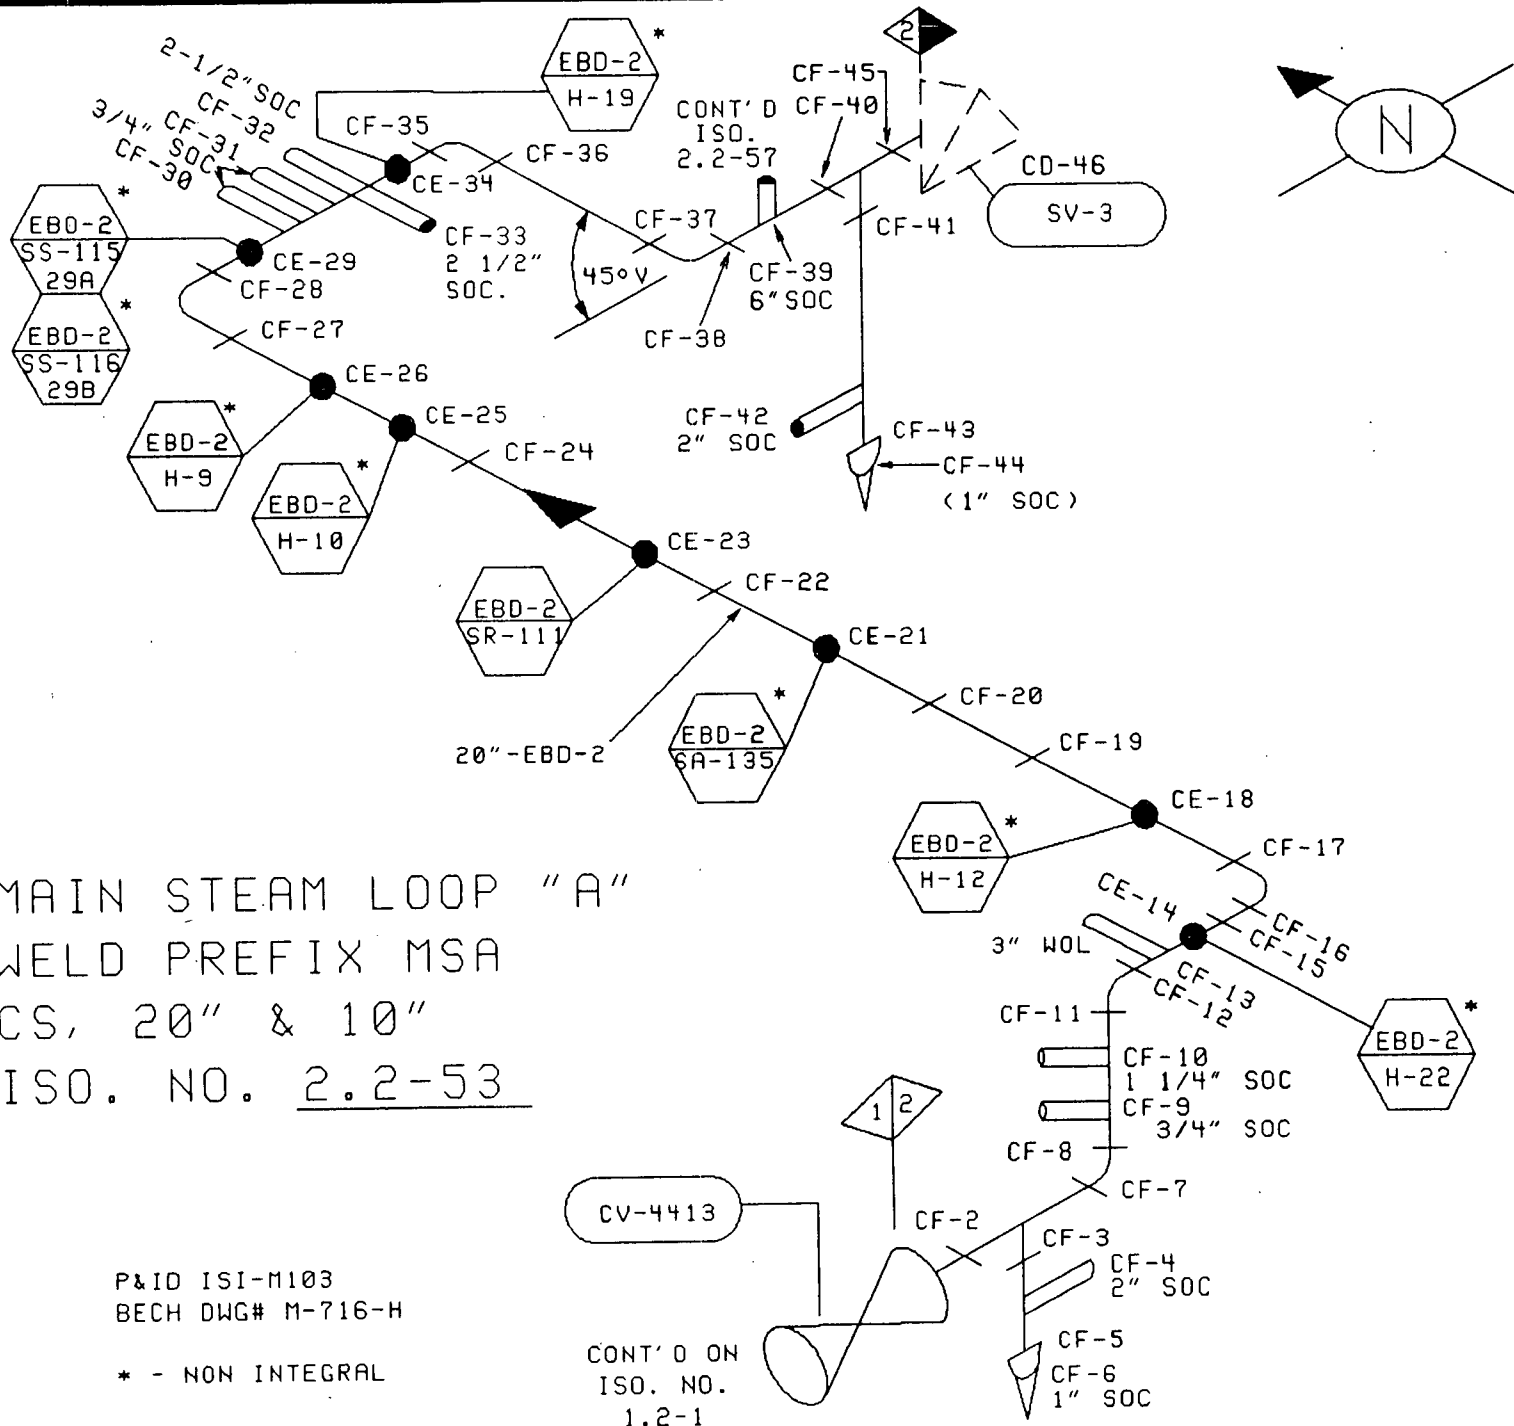 EBD-2
H-19
*
2-1/2" SOC
CF-32
3/4" SOC
CF-31
CF-30
CF-35
CF-36
CE-34
CONT'D
ISO.
2.2-57
CF-45
CF-40
2
N
CD-46
SV-3
CF-41
EBD-2
SS-115
29A
*
EBD-2
SS-116
29B
*
CE-29
CF-28
CF-27
CF-33
2 1/2"
SOC.
45° V
CF-37
CF-38
CF-39
6" SOC
CE-26
CE-25
CF-24
EBD-2
H-9
*
EBD-2
H-10
*
CF-42
2" SOC
CF-43
CF-44
(1" SOC)
CE-23
CF-22
EBD-2
SR-111
CE-21
20"-EBD-2
EBD-2
SA-135
*
CF-20
CF-19
CE-18
EBD-2
H-12
*
CF-17
CE-14
CF-16
CF-15
3" WOL
CF-13
CF-12
CF-11
EBD-2
H-22
*
CF-10
1 1/4" SOC
CF-9
3/4" SOC
CF-8
CF-7
MAIN STEAM LOOP "A"
WELD PREFIX MSA
CS, 20" & 10"
ISO. NO. 2.2-53
1 2
CV-4413
CF-2
CF-3
CF-4
2" SOC
CF-5
CF-6
1" SOC
CONT'D ON
ISO. NO.
1.2-1
P&ID ISI-M103
BECH DWG# M-716-H
* - NON INTEGRAL